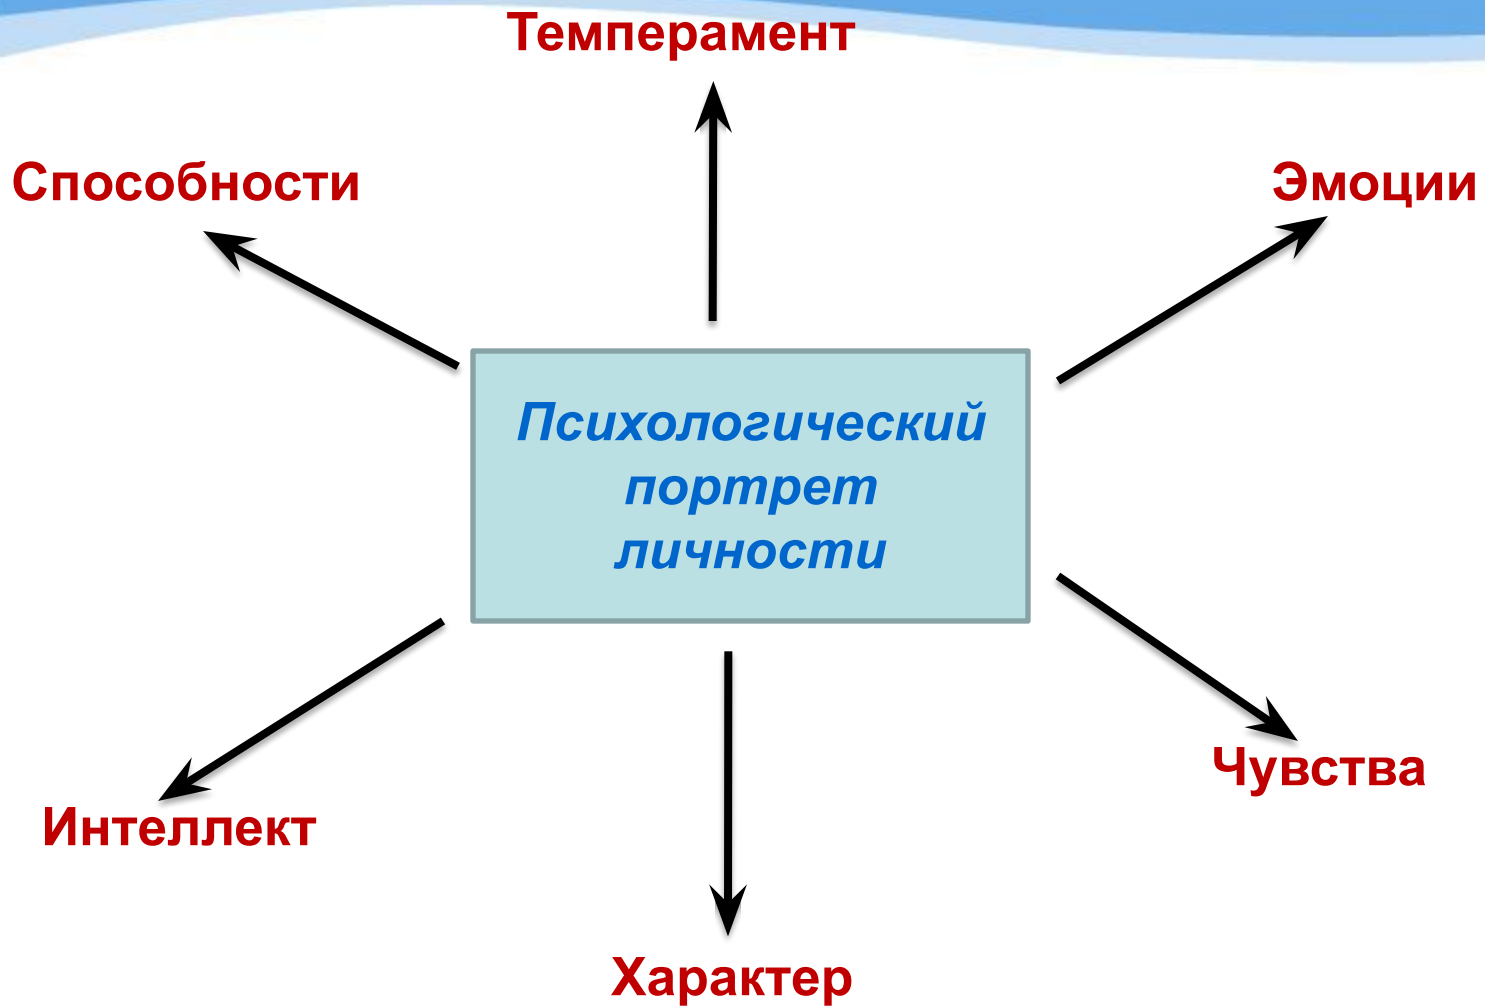 Темперамент
Способности
Эмоции
Психологический
портрет
личности
Чувства
Интеллект
Характер